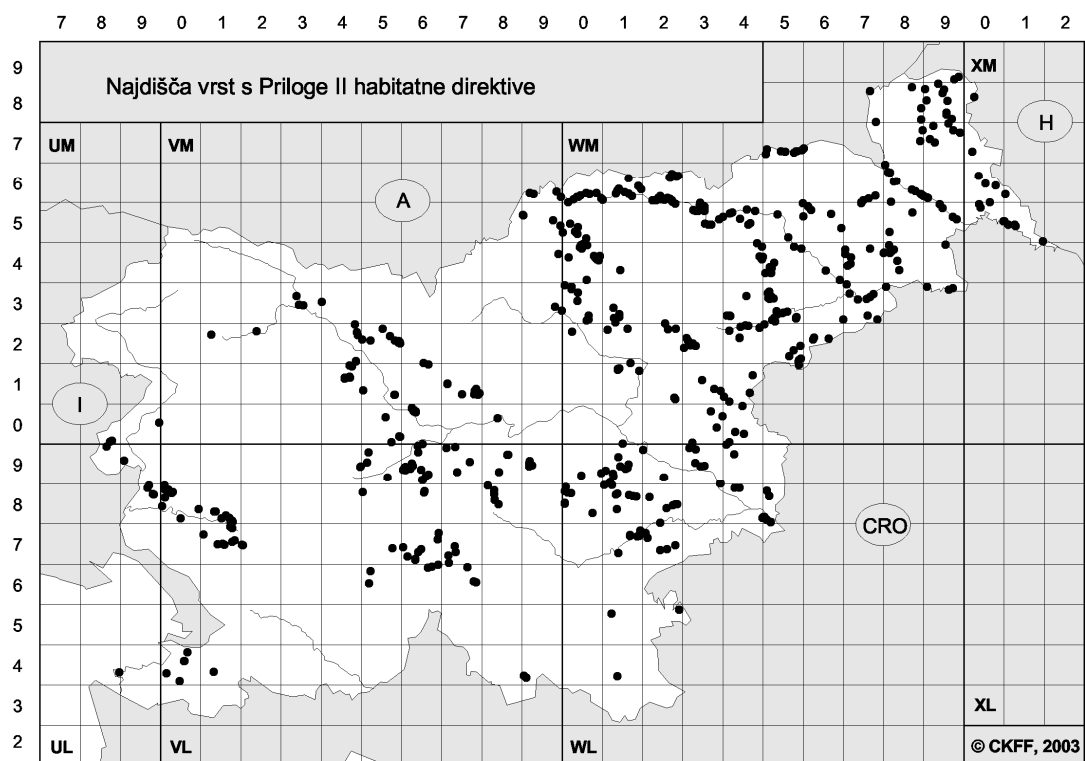 7 8 9 0 1 2 3 4 5 6 7 8 9 0 1 2 3 4 5 6 7 8 9 0 1 2
9 XM
Najdišča vrst s Priloge II habitatne direktive
8 H
7 UM VM WM
6 A
5
4
3
2
1 I
0
9
8 CRO
7
6
5
4
3 XL
2 UL VL WL © CKFF, 2003